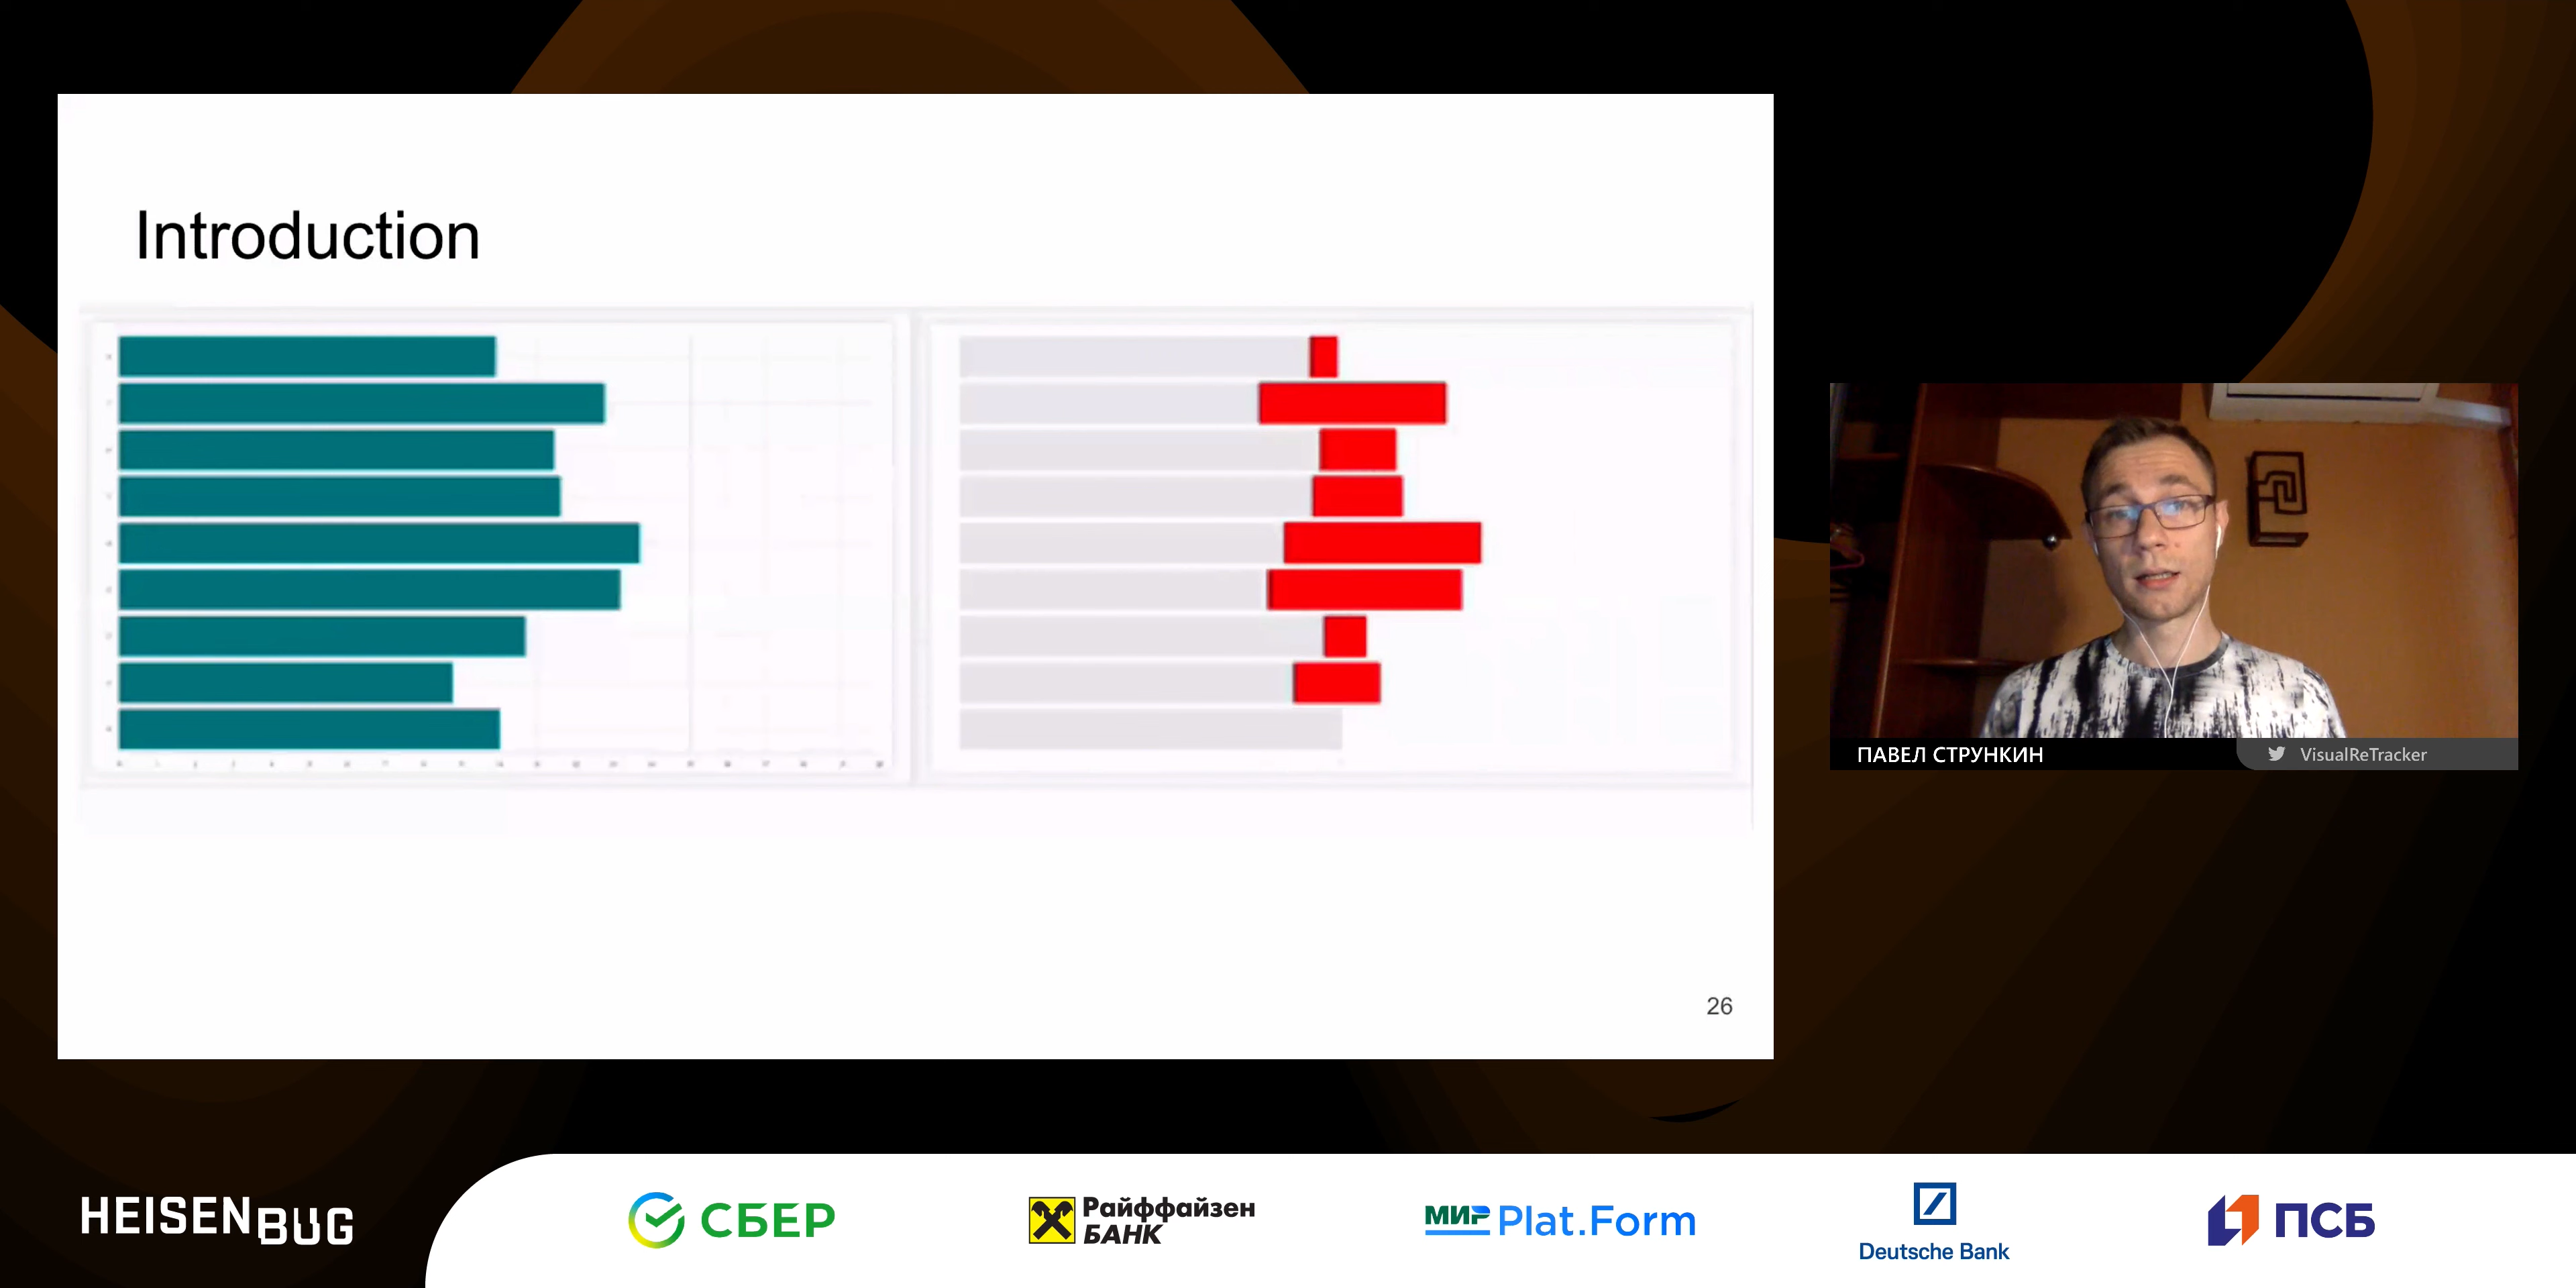 Introduction
26
ПАВЕЛ СТРУНКИН
VisualReTracker
HEISENBUG
СБЕР
Райффайзен
БАНК
МИР Plat.Form
Deutsche Bank
ПСБ